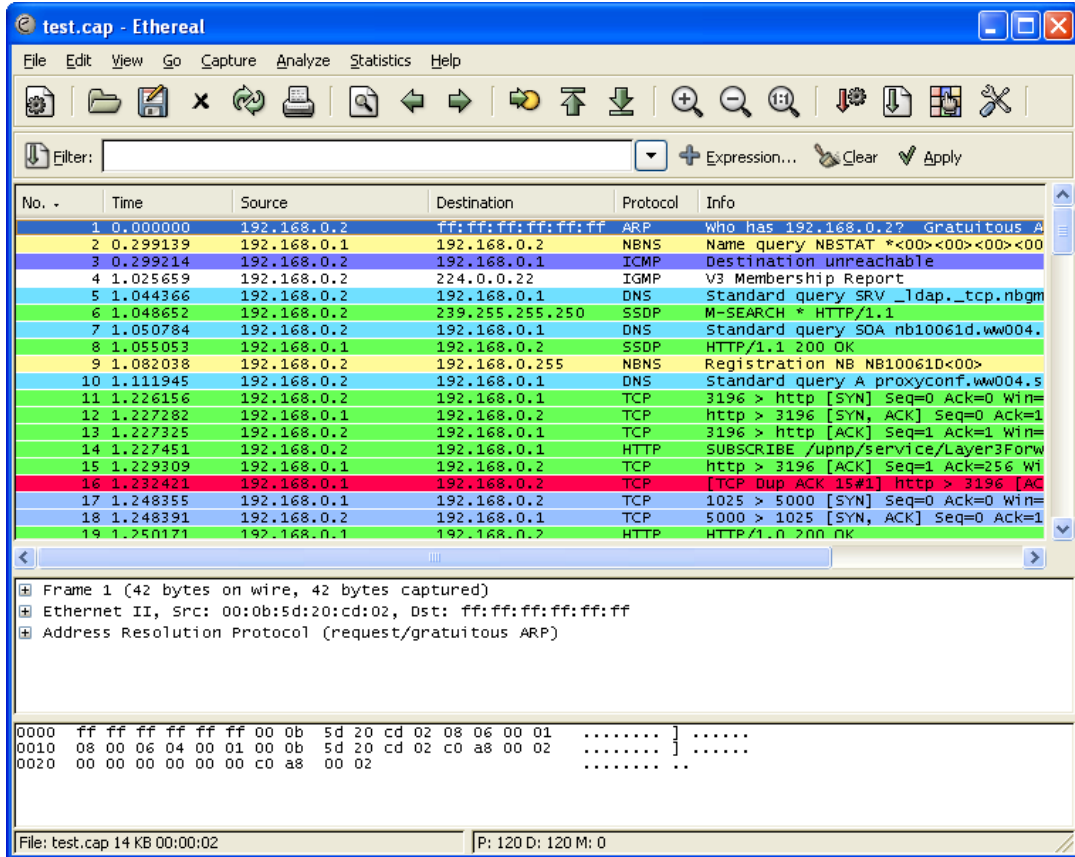 test.cap - Ethereal
File Edit View Go Capture Analyze Statistics Help
Filter: Expression... Clear Apply
No. Time Source Destination Protocol Info
1 0.000000 192.168.0.2 ff:ff:ff:ff:ff:ff ARP Who has 192.168.0.2? Gratuitous A
2 0.299139 192.168.0.1 192.168.0.2 NBNS Name query NBSTAT *<00><00><00><00
3 0.299214 192.168.0.2 192.168.0.1 ICMP Destination unreachable
4 1.025659 192.168.0.2 224.0.0.22 IGMP V3 Membership Report
5 1.044366 192.168.0.2 192.168.0.1 DNS Standard query SRV _ldap._tcp.nbgm
6 1.048652 192.168.0.2 239.255.255.250 SSDP M-SEARCH * HTTP/1.1
7 1.050784 192.168.0.2 192.168.0.1 DNS Standard query SOA nb10061d.ww004.
8 1.055053 192.168.0.1 192.168.0.2 SSDP HTTP/1.1 200 OK
9 1.082038 192.168.0.2 192.168.0.255 NBNS Registration NB NB10061D<00>
10 1.111945 192.168.0.2 192.168.0.1 DNS Standard query A proxyconf.ww004.s
11 1.226156 192.168.0.2 192.168.0.1 TCP 3196 > http [SYN] Seq=0 Ack=0 Win=
12 1.227282 192.168.0.1 192.168.0.2 TCP http > 3196 [SYN, ACK] Seq=0 Ack=1
13 1.227325 192.168.0.2 192.168.0.1 TCP 3196 > http [ACK] Seq=1 Ack=1 Win=
14 1.227451 192.168.0.2 192.168.0.1 HTTP SUBSCRIBE /upnp/service/Layer3Forw
15 1.229309 192.168.0.1 192.168.0.2 TCP http > 3196 [ACK] Seq=1 Ack=256 Wi
16 1.232421 192.168.0.1 192.168.0.2 TCP [TCP Dup ACK 15#1] http > 3196 [AC
17 1.248355 192.168.0.1 192.168.0.2 TCP 1025 > 5000 [SYN] Seq=0 Ack=0 Win=
18 1.248391 192.168.0.2 192.168.0.1 TCP 5000 > 1025 [SYN, ACK] Seq=0 Ack=1
19 1.250171 192.168.0.1 192.168.0.2 HTTP HTTP/1.0 200 OK
Frame 1 (42 bytes on wire, 42 bytes captured)
Ethernet II, Src: 00:0b:5d:20:cd:02, Dst: ff:ff:ff:ff:ff:ff
Address Resolution Protocol (request/gratuitous ARP)
0000 ff ff ff ff ff ff 00 0b 5d 20 cd 02 08 06 00 01 ........ ] ......
0010 08 00 06 04 00 01 00 0b 5d 20 cd 02 c0 a8 00 02 ........ ] ......
0020 00 00 00 00 00 00 c0 a8 00 02 ........ ..
File: test.cap 14 KB 00:00:02 P: 120 D: 120 M: 0